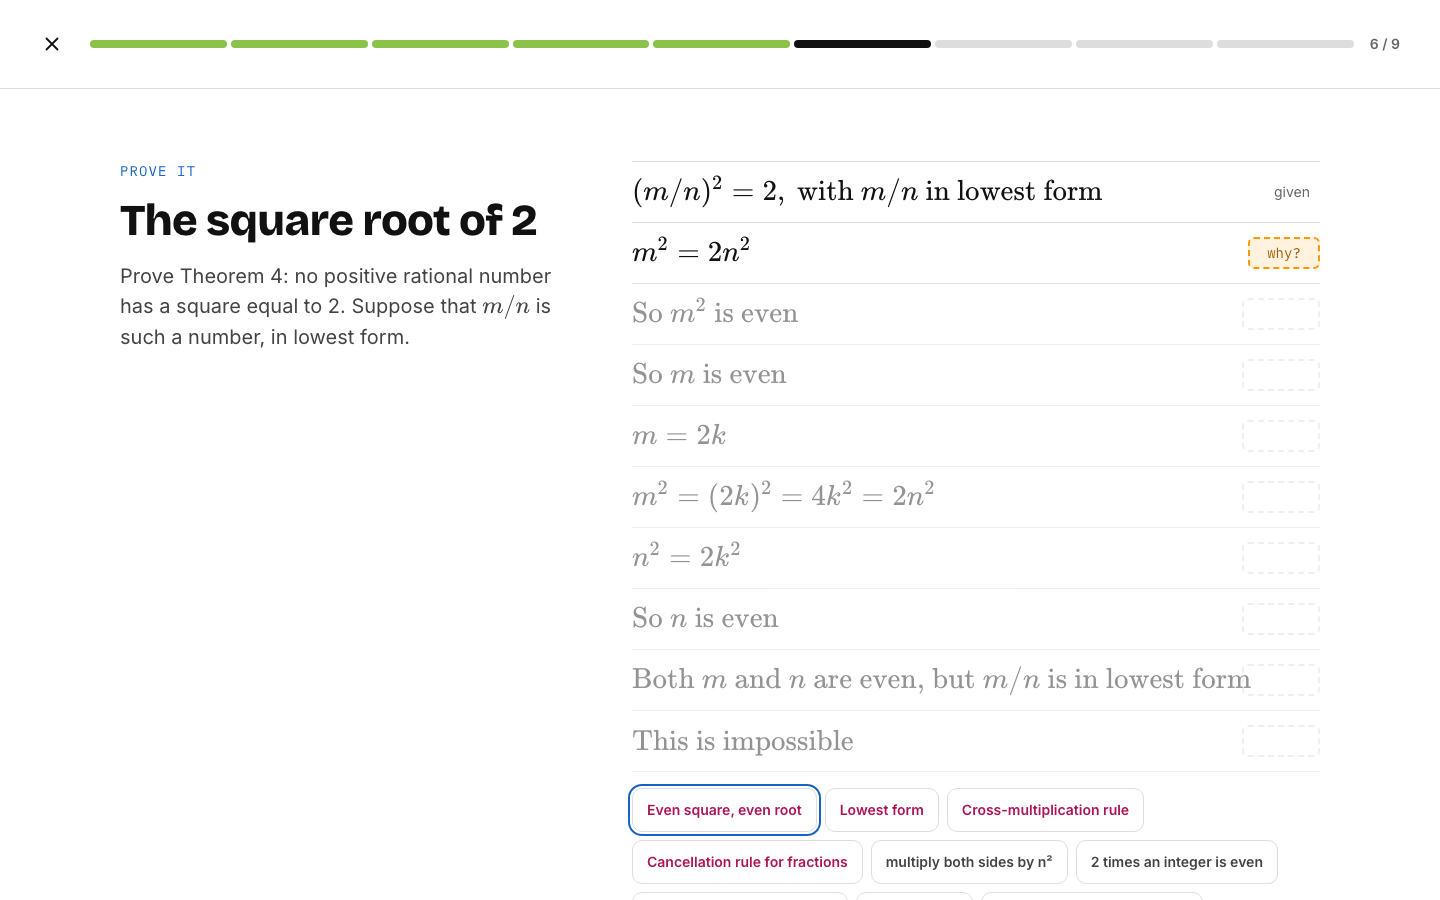 6 / 9
PROVE IT
The square root of 2
Prove Theorem 4: no positive rational number
has a square equal to 2. Suppose that m/n is
such a number, in lowest form.
(m/n)² = 2, with m/n in lowest form given
m² = 2n² why?
So m² is even
So m is even
m = 2k
m² = (2k)² = 4k² = 2n²
n² = 2k²
So n is even
Both m and n are even, but m/n is in lowest form
This is impossible
Even square, even root Lowest form Cross-multiplication rule
Cancellation rule for fractions multiply both sides by n² 2 times an integer is even